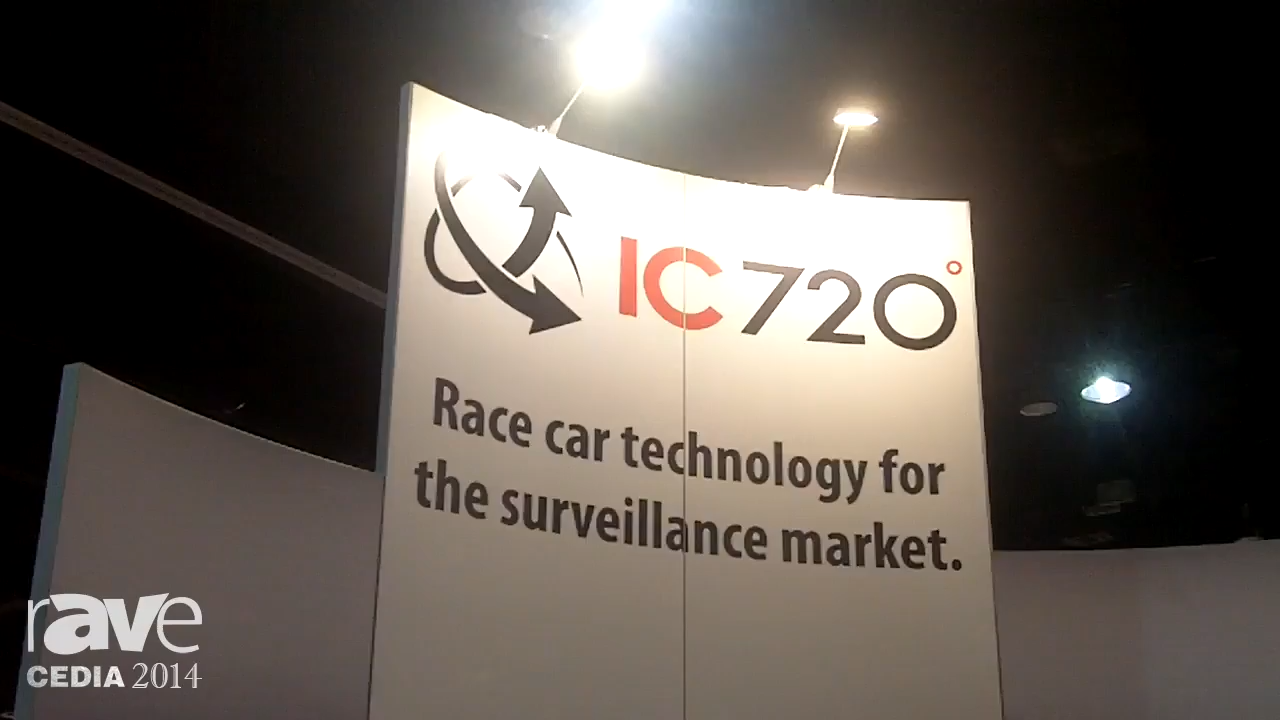 IC720°
Race car technology for
the surveillance market.
rave
CEDIA 2014